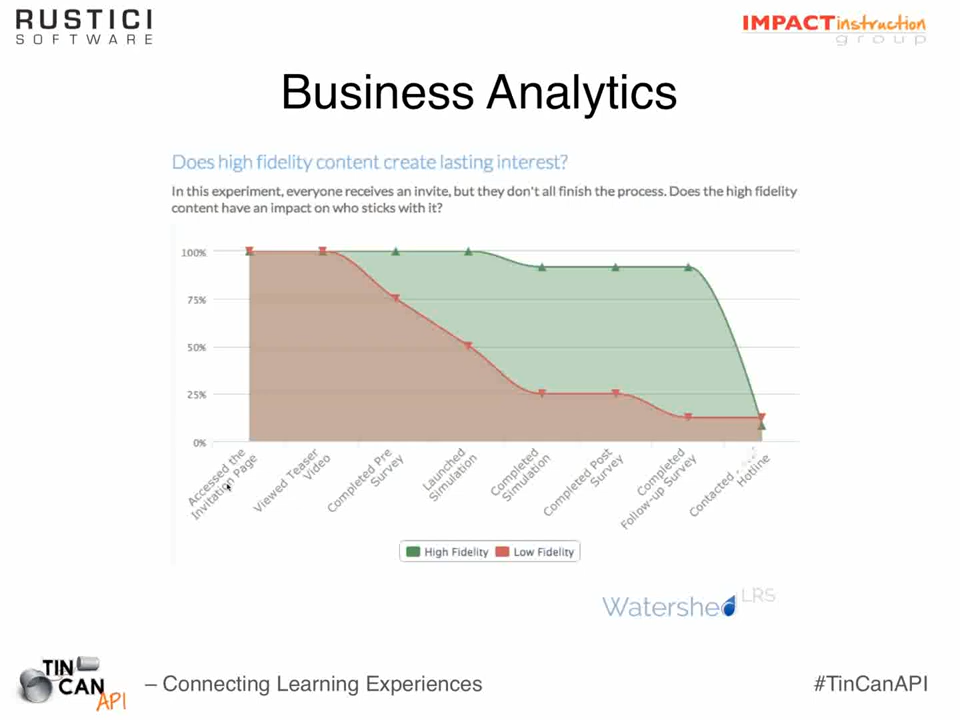 RUSTICI
SOFTWARE
IMPACTinstruction
group
Business Analytics
Does high fidelity content create lasting interest?
In this experiment, everyone receives an invite, but they don't all finish the process. Does the high fidelity
content have an impact on who sticks with it?
100%
75%
50%
25%
0%
Accessed the
Invitation Page
Viewed Teaser
Video
Completed Pre
Survey
Launched
Simulation
Completed
Simulation
Completed Post
Survey
Completed
Follow-up Survey
Contacted
Hotline
High Fidelity
Low Fidelity
Watershed LRS
TIN
CAN
API
– Connecting Learning Experiences
#TinCanAPI